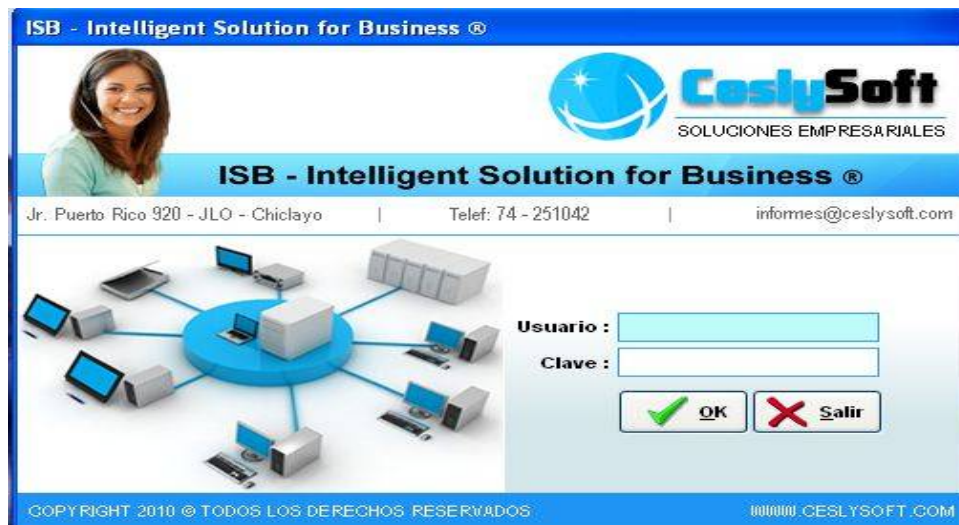 ISB - Intelligent Solution for Business ®
CeslySoft
SOLUCIONES EMPRESARIALES
ISB - Intelligent Solution for Business ®
Jr. Puerto Rico 920 - JLO - Chiclayo | Telef: 74 - 251042 | informes@ceslysoft.com
Usuario :
Clave :
OK Salir
COPYRIGHT 2010 © TODOS LOS DERECHOS RESERVADOS WWW.CESLYSOFT.COM